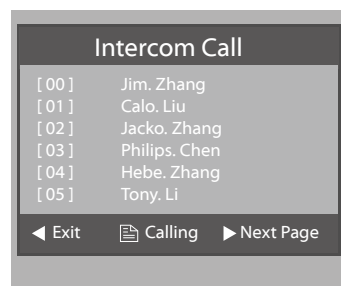 Intercom Call
[ 00 ] Jim. Zhang
[ 01 ] Calo. Liu
[ 02 ] Jacko. Zhang
[ 03 ] Philips. Chen
[ 04 ] Hebe. Zhang
[ 05 ] Tony. Li
Exit Calling Next Page